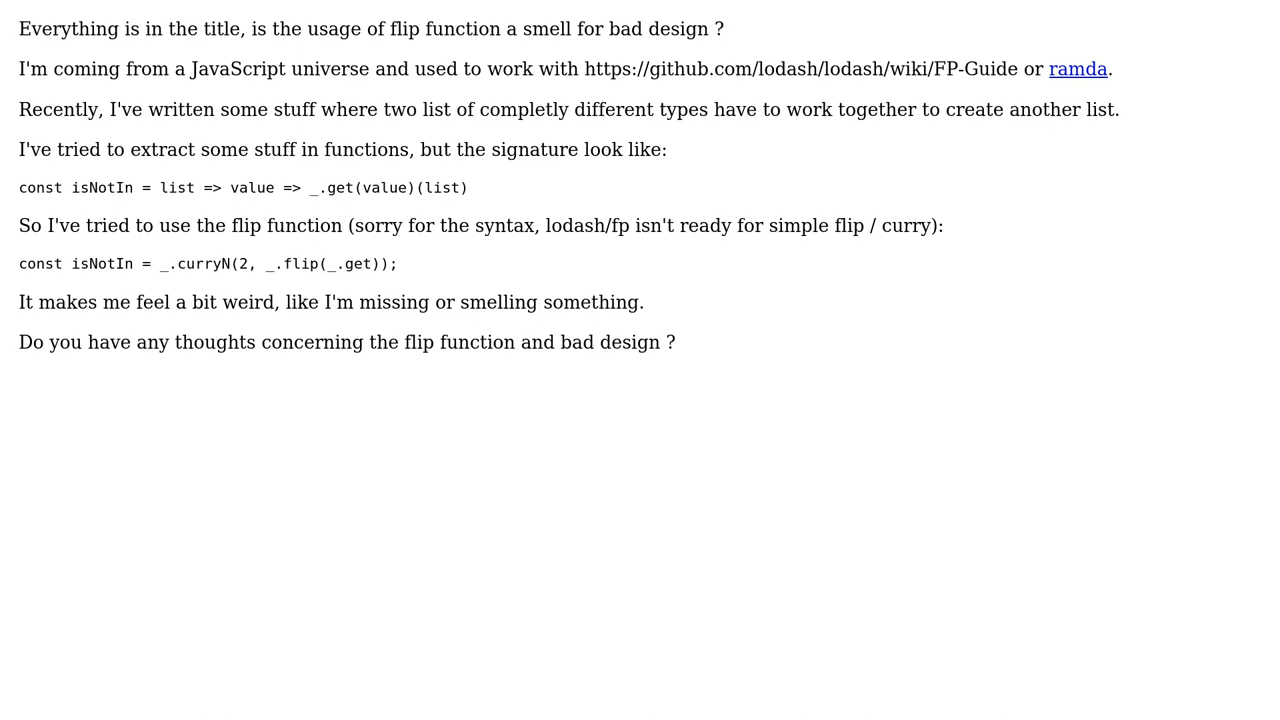 Everything is in the title, is the usage of flip function a smell for bad design ?
I'm coming from a JavaScript universe and used to work with https://github.com/lodash/lodash/wiki/FP-Guide or ramda.
Recently, I've written some stuff where two list of completly different types have to work together to create another list.
I've tried to extract some stuff in functions, but the signature look like:
const isNotIn = list => value => _.get(value)(list)
So I've tried to use the flip function (sorry for the syntax, lodash/fp isn't ready for simple flip / curry):
const isNotIn = _.curryN(2, _.flip(_.get));
It makes me feel a bit weird, like I'm missing or smelling something.
Do you have any thoughts concerning the flip function and bad design ?